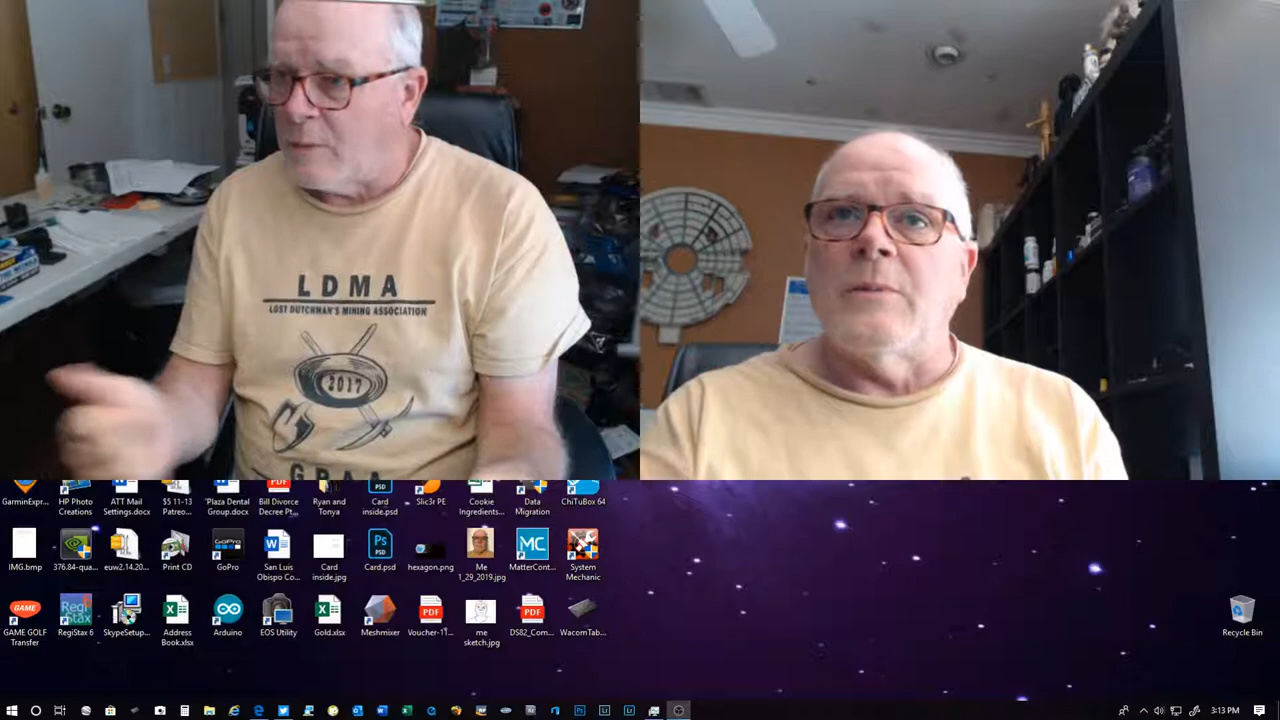 LDMA
LOST DUTCHMAN'S MINING ASSOCIATION
2017
GPAA
GarminExpr...
HP Photo Creations
ATT Mail Settings.docx
$5 11-13 Patreo...
'Plaza Dental Group.docx
Bill Divorce Decree Pt...
Ryan and Tonya
Card inside.psd
Slic3r PE
Cookie Ingredients...
Data Migration
ChiTuBox 64
IMG.bmp
376.84-qua...
euw2.14.20...
Print CD
GoPro
San Luis Obispo Co...
Card inside.jpg
Card.psd
hexagon.png
Me 1_29_2019.jpg
MatterCont...
System Mechanic
GAME GOLF Transfer
RegiStax 6
SkypeSetup...
Address Book.xlsx
Arduino
EOS Utility
Gold.xlsx
Meshmixer
Voucher-11...
me sketch.jpg
DS82_Com...
WacomTab...
Recycle Bin
3:13 PM